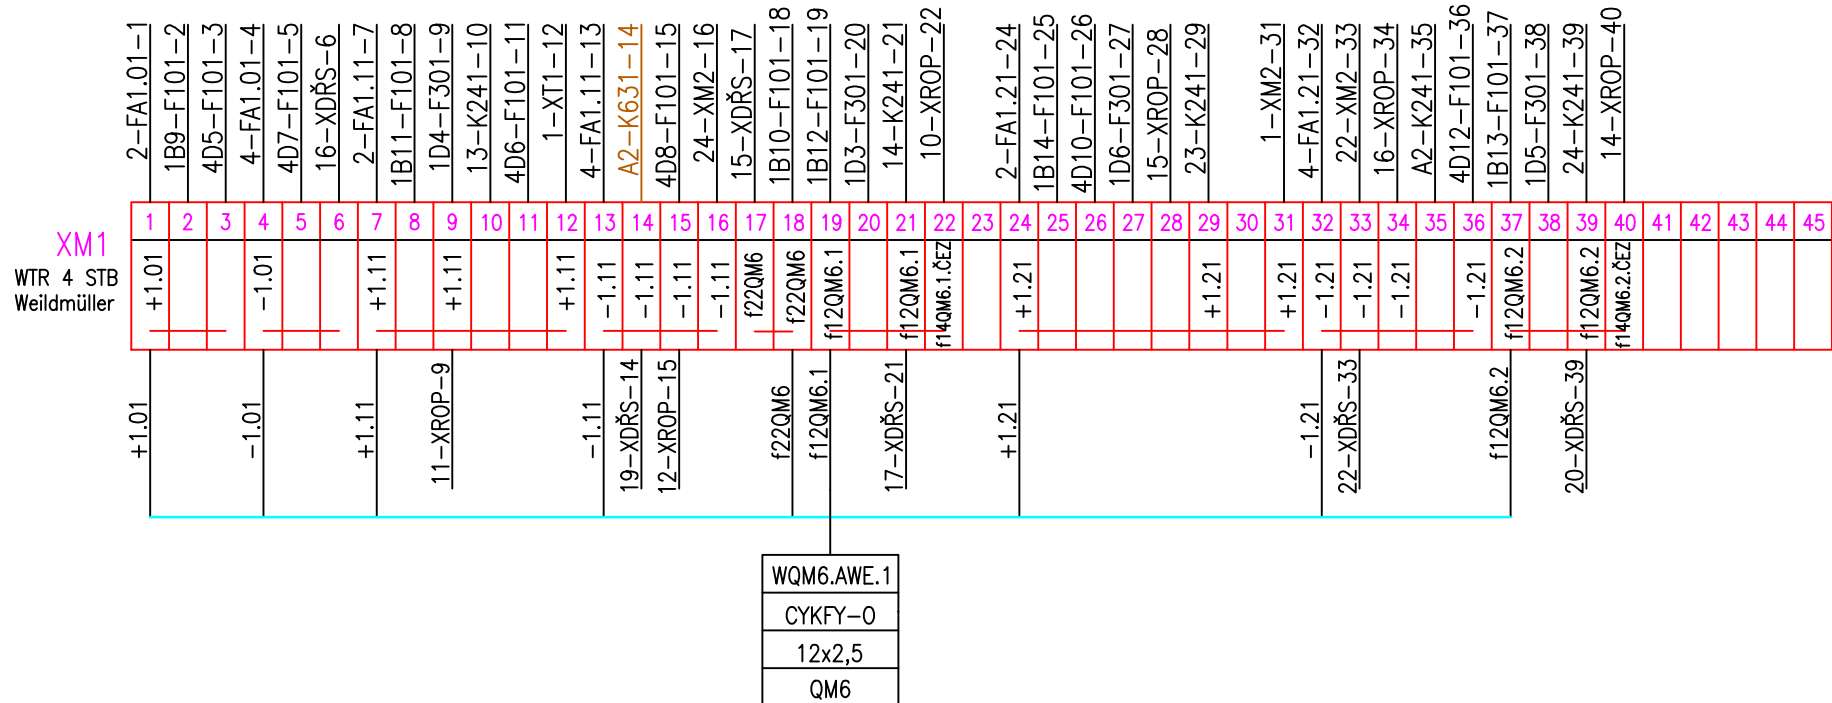 2-FA1.01-1
1B9-F101-2
4D5-F101-3
4-FA1.01-4
4D7-F101-5
16-XDŘS-6
2-FA1.11-7
1B11-F101-8
1D4-F301-9
13-K241-10
4D6-F101-11
1-XT1-12
4-FA1.11-13
A2-K631-14
4D8-F101-15
24-XM2-16
15-XDŘS-17
1B10-F101-18
1B12-F101-19
1D3-F301-20
14-K241-21
10-XROP-22
2-FA1.21-24
1B14-F101-25
4D10-F101-26
1D6-F301-27
15-XROP-28
23-K241-29
1-XM2-31
4-FA1.21-32
22-XM2-33
16-XROP-34
A2-K241-35
4D12-F101-36
1B13-F101-37
1D5-F301-38
24-K241-39
14-XROP-40
XM1
WTR 4 STB
Weildmüller
1 2 3 4 5 6 7 8 9 10 11 12 13 14 15 16 17 18 19 20 21 22 23 24 25 26 27 28 29 30 31 32 33 34 35 36 37 38 39 40 41 42 43 44 45
+1.01
-1.01
+1.11
+1.11
+1.11
-1.11
-1.11
-1.11
-1.11
f22QM6
f22QM6
f12QM6.1
f12QM6.1
f14QM6.1.ČEZ
+1.21
+1.21
+1.21
-1.21
-1.21
-1.21
-1.21
f12QM6.2
f12QM6.2
f14QM6.2.ČEZ
+1.01
-1.01
+1.11
11-XROP-9
-1.11
19-XDŘS-14
12-XROP-15
f22QM6
f12QM6.1
17-XDŘS-21
+1.21
-1.21
22-XDŘS-33
f12QM6.2
20-XDŘS-39
WQM6.AWE.1
CYKFY-O
12x2,5
QM6